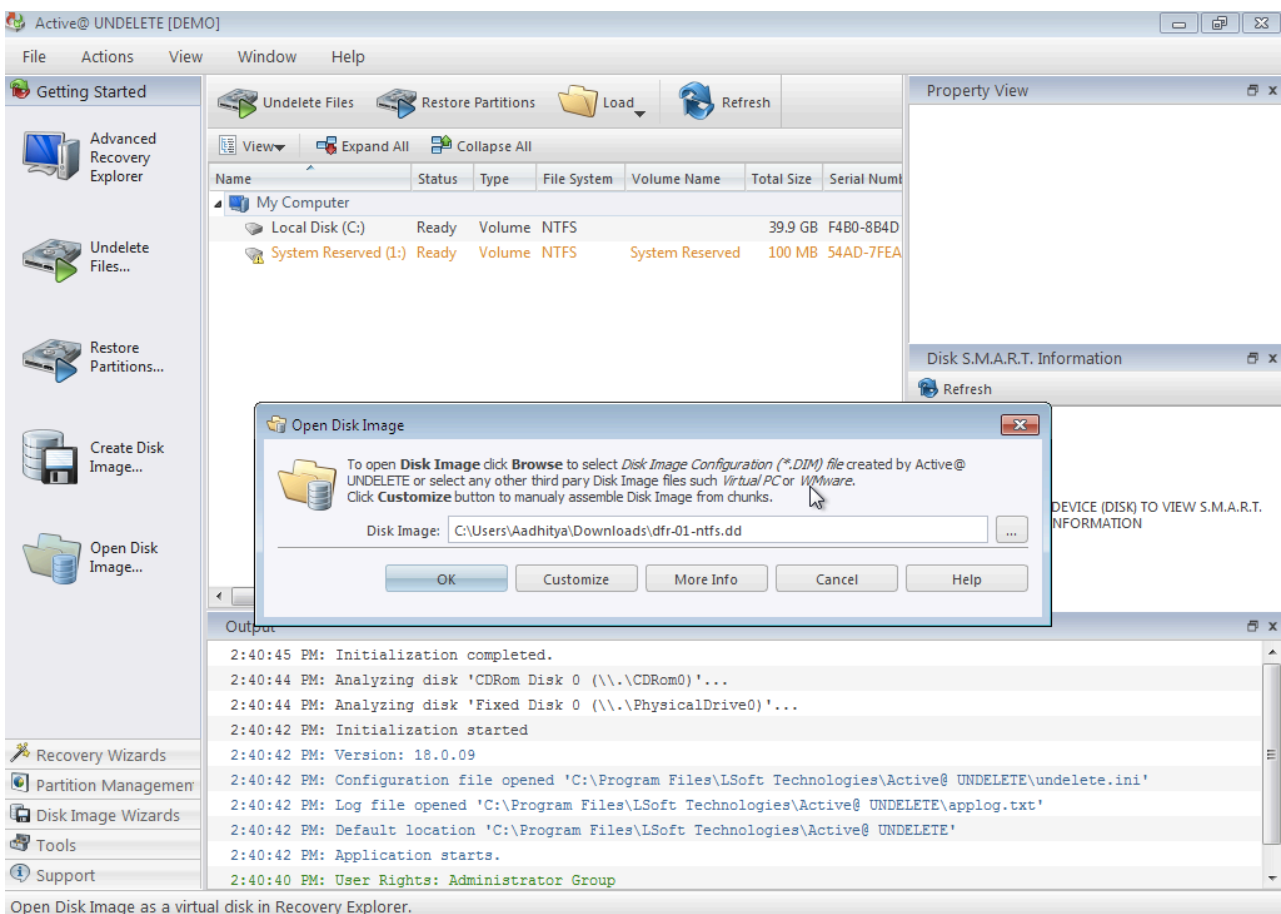 Active@ UNDELETE [DEMO]
File Actions View Window Help
Getting Started
Advanced
Recovery
Explorer
Undelete
Files...
Restore
Partitions...
Create Disk
Image...
Open Disk
Image...
Recovery Wizards
Partition Managemen
Disk Image Wizards
Tools
Support
Undelete Files Restore Partitions Load Refresh
View Expand All Collapse All
Name Status Type File System Volume Name Total Size Serial Numb
My Computer
Local Disk (C:) Ready Volume NTFS 39.9 GB F4B0-8B4D
System Reserved (1:) Ready Volume NTFS System Reserved 100 MB 54AD-7FEA
Property View
Disk S.M.A.R.T. Information
Refresh
DEVICE (DISK) TO VIEW S.M.A.R.T.
NFORMATION
Open Disk Image
To open Disk Image click Browse to select Disk Image Configuration (*.DIM) file created by Active@
UNDELETE or select any other third pary Disk Image files such Virtual PC or WMware.
Click Customize button to manualy assemble Disk Image from chunks.
Disk Image: C:\Users\Aadhitya\Downloads\dfr-01-ntfs.dd ...
OK Customize More Info Cancel Help
Output
2:40:45 PM: Initialization completed.
2:40:44 PM: Analyzing disk 'CDRom Disk 0 (\\.\CDRom0)'...
2:40:44 PM: Analyzing disk 'Fixed Disk 0 (\\.\PhysicalDrive0)'...
2:40:42 PM: Initialization started
2:40:42 PM: Version: 18.0.09
2:40:42 PM: Configuration file opened 'C:\Program Files\LSoft Technologies\Active@ UNDELETE\undelete.ini'
2:40:42 PM: Log file opened 'C:\Program Files\LSoft Technologies\Active@ UNDELETE\applog.txt'
2:40:42 PM: Default location 'C:\Program Files\LSoft Technologies\Active@ UNDELETE'
2:40:42 PM: Application starts.
2:40:40 PM: User Rights: Administrator Group
Open Disk Image as a virtual disk in Recovery Explorer.